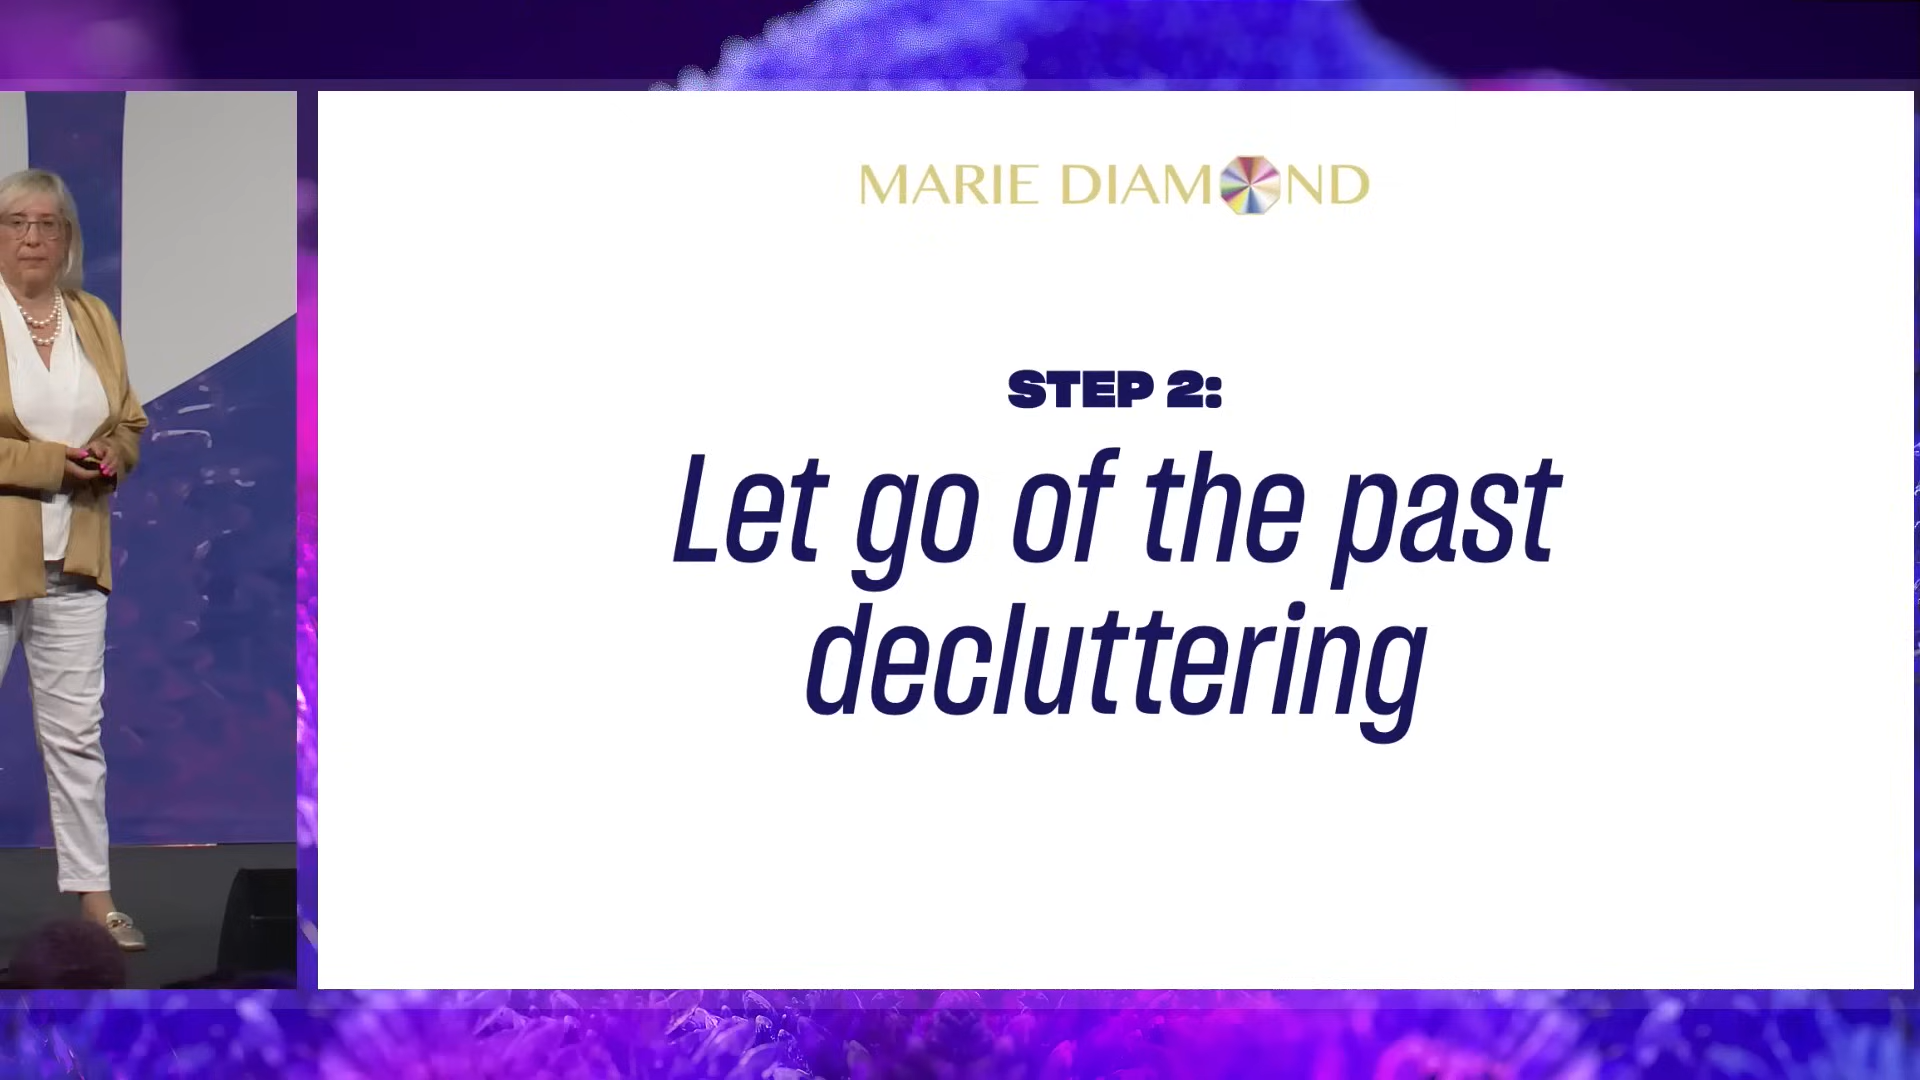 MARIE DIAMOND
STEP 2:
Let go of the past
decluttering